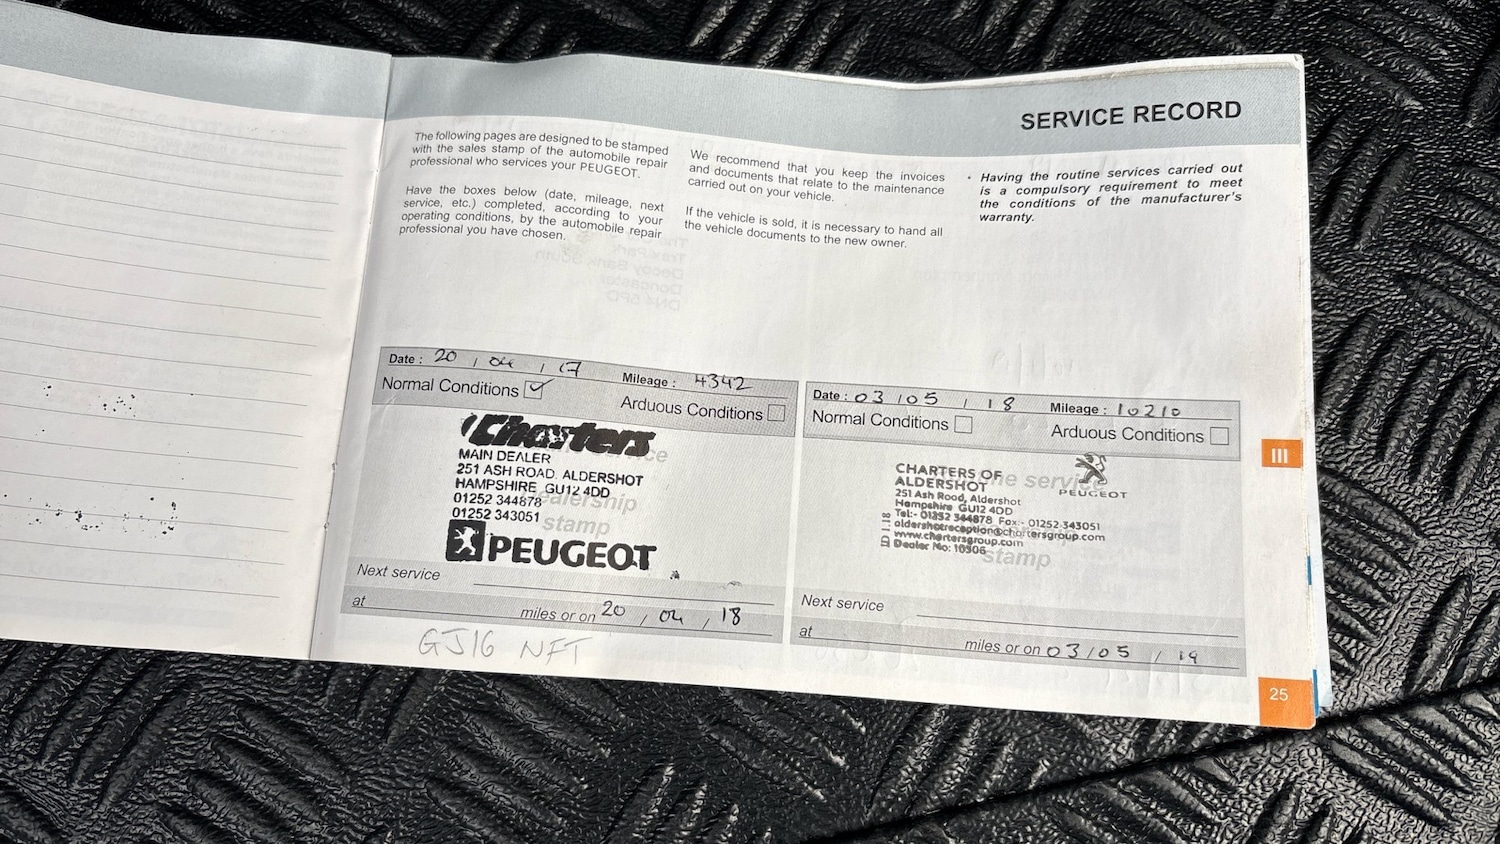 SERVICE RECORD
The following pages are designed to be stamped
with the sales stamp of the automobile repair
professional who services your PEUGEOT.
Have the boxes below (date, mileage, next
service, etc.) completed, according to your
operating conditions, by the automobile repair
professional you have chosen.
We recommend that you keep the invoices
and documents that relate to the maintenance
carried out on your vehicle.
If the vehicle is sold, it is necessary to hand all
the vehicle documents to the new owner.
• Having the routine services carried out
is a compulsory requirement to meet
the conditions of the manufacturer's
warranty.
Date : 20 / 04 / 17 Mileage : 4342
Normal Conditions Arduous Conditions
Charters
MAIN DEALER
251 ASH ROAD, ALDERSHOT
HAMPSHIRE GU12 4DD
01252 344878
01252 343051
stamp
PEUGEOT
Next service
at miles or on 20 / 04 / 18
GJ16 NFT
Date : 03 / 05 / 18 Mileage : 10210
Normal Conditions Arduous Conditions
CHARTERS OF
ALDERSHOT
PEUGEOT
251 Ash Road, Aldershot
Hampshire GU12 4DD
Tel:- 01252 344878 Fax:- 01252 343051
aldershotreception@chartersgroup.com
www.chartersgroup.com
Dealer No: 10506
ID 1.18
stamp
Next service
at miles or on 03 / 05 / 19
III
25